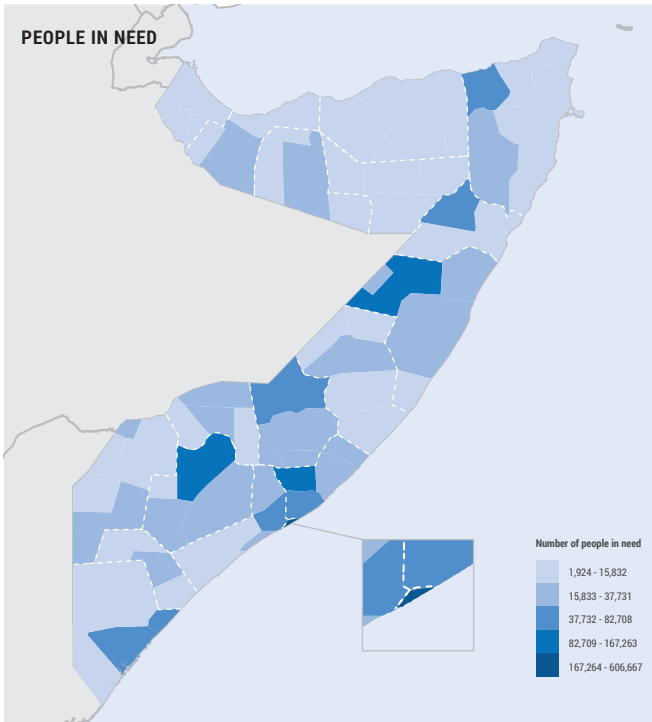 PEOPLE IN NEED
Number of people in need
1,924 - 15,832
15,833 - 37,731
37,732 - 82,708
82,709 - 167,263
167,264 - 606,667